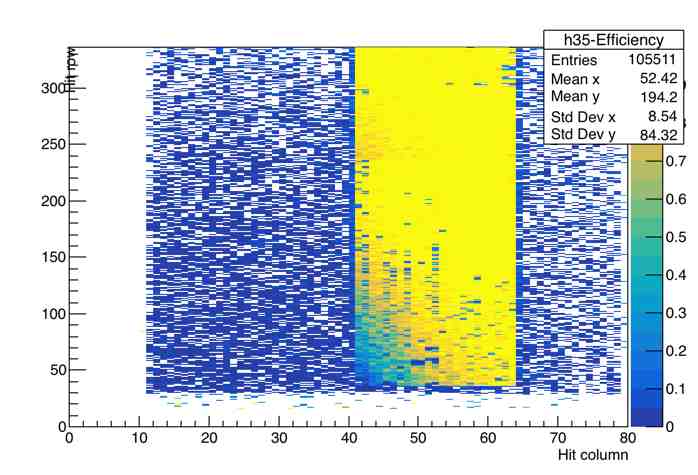 h35-Efficiency
Entries 105511
Mean x 52.42
Mean y 194.2
Std Dev x 8.54
Std Dev y 84.32
row
300
250
200
150
100
50
0
0 10 20 30 40 50 60 70 80
Hit column
0.7
0.6
0.5
0.4
0.3
0.2
0.1
0